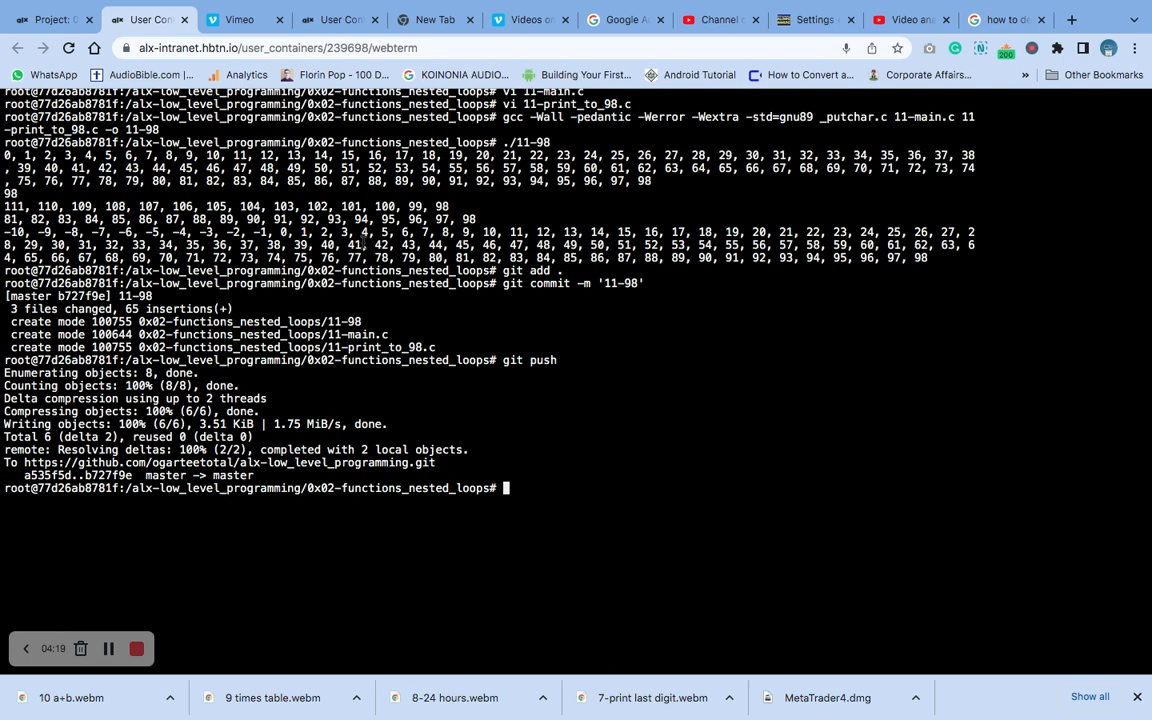 Project: 0
User Con
Vimeo
User Con
New Tab
Videos on
Google A
Channel c
Settings -
Video ana
how to de
alx-intranet.hbtn.io/user_containers/239698/webterm
200
WhatsApp
AudioBible.com |...
Analytics
Florin Pop - 100 D...
KOINONIA AUDIO...
Building Your First...
Android Tutorial
How to Convert a...
Corporate Affairs...
»
Other Bookmarks
root@77d26ab8781f:/alx-low_level_programming/0x02-functions_nested_loops# vi 11-main.c
root@77d26ab8781f:/alx-low_level_programming/0x02-functions_nested_loops# vi 11-print_to_98.c
root@77d26ab8781f:/alx-low_level_programming/0x02-functions_nested_loops# gcc -Wall -pedantic -Werror -Wextra -std=gnu89 _putchar.c 11-main.c 11
-print_to_98.c -o 11-98
root@77d26ab8781f:/alx-low_level_programming/0x02-functions_nested_loops# ./11-98
0, 1, 2, 3, 4, 5, 6, 7, 8, 9, 10, 11, 12, 13, 14, 15, 16, 17, 18, 19, 20, 21, 22, 23, 24, 25, 26, 27, 28, 29, 30, 31, 32, 33, 34, 35, 36, 37, 38
, 39, 40, 41, 42, 43, 44, 45, 46, 47, 48, 49, 50, 51, 52, 53, 54, 55, 56, 57, 58, 59, 60, 61, 62, 63, 64, 65, 66, 67, 68, 69, 70, 71, 72, 73, 74
, 75, 76, 77, 78, 79, 80, 81, 82, 83, 84, 85, 86, 87, 88, 89, 90, 91, 92, 93, 94, 95, 96, 97, 98
98
111, 110, 109, 108, 107, 106, 105, 104, 103, 102, 101, 100, 99, 98
81, 82, 83, 84, 85, 86, 87, 88, 89, 90, 91, 92, 93, 94, 95, 96, 97, 98
-10, -9, -8, -7, -6, -5, -4, -3, -2, -1, 0, 1, 2, 3, 4, 5, 6, 7, 8, 9, 10, 11, 12, 13, 14, 15, 16, 17, 18, 19, 20, 21, 22, 23, 24, 25, 26, 27, 2
8, 29, 30, 31, 32, 33, 34, 35, 36, 37, 38, 39, 40, 41, 42, 43, 44, 45, 46, 47, 48, 49, 50, 51, 52, 53, 54, 55, 56, 57, 58, 59, 60, 61, 62, 63, 6
4, 65, 66, 67, 68, 69, 70, 71, 72, 73, 74, 75, 76, 77, 78, 79, 80, 81, 82, 83, 84, 85, 86, 87, 88, 89, 90, 91, 92, 93, 94, 95, 96, 97, 98
root@77d26ab8781f:/alx-low_level_programming/0x02-functions_nested_loops# git add .
root@77d26ab8781f:/alx-low_level_programming/0x02-functions_nested_loops# git commit -m '11-98'
[master b727f9e] 11-98
3 files changed, 65 insertions(+)
create mode 100755 0x02-functions_nested_loops/11-98
create mode 100644 0x02-functions_nested_loops/11-main.c
create mode 100755 0x02-functions_nested_loops/11-print_to_98.c
root@77d26ab8781f:/alx-low_level_programming/0x02-functions_nested_loops# git push
Enumerating objects: 8, done.
Counting objects: 100% (8/8), done.
Delta compression using up to 2 threads
Compressing objects: 100% (6/6), done.
Writing objects: 100% (6/6), 3.51 KiB | 1.75 MiB/s, done.
Total 6 (delta 2), reused 0 (delta 0)
remote: Resolving deltas: 100% (2/2), completed with 2 local objects.
To https://github.com/ogarteetotal/alx-low_level_programming.git
a535f5d..b727f9e  master -> master
root@77d26ab8781f:/alx-low_level_programming/0x02-functions_nested_loops#
04:19
10 a+b.webm
9 times table.webm
8-24 hours.webm
7-print last digit.webm
MetaTrader4.dmg
Show all